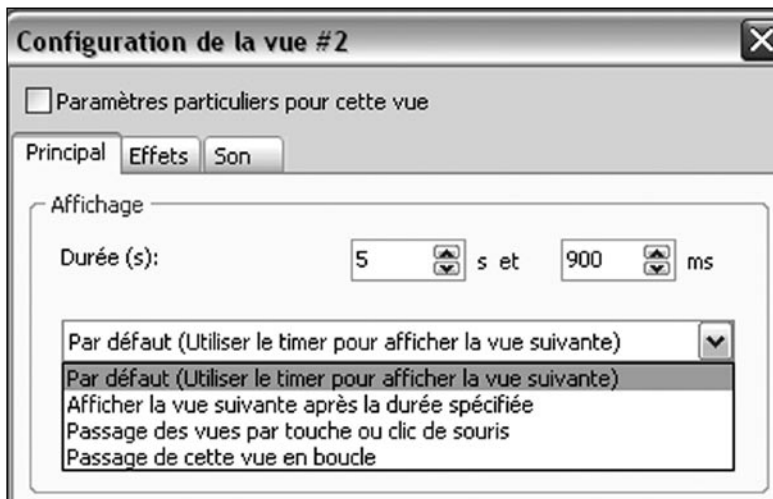 Configuration de la vue #2
Paramètres particuliers pour cette vue
Principal Effets Son
Affichage
Durée (s): 5 s et 900 ms
Par défaut (Utiliser le timer pour afficher la vue suivante)
Par défaut (Utiliser le timer pour afficher la vue suivante)
Afficher la vue suivante après la durée spécifiée
Passage des vues par touche ou clic de souris
Passage de cette vue en boucle